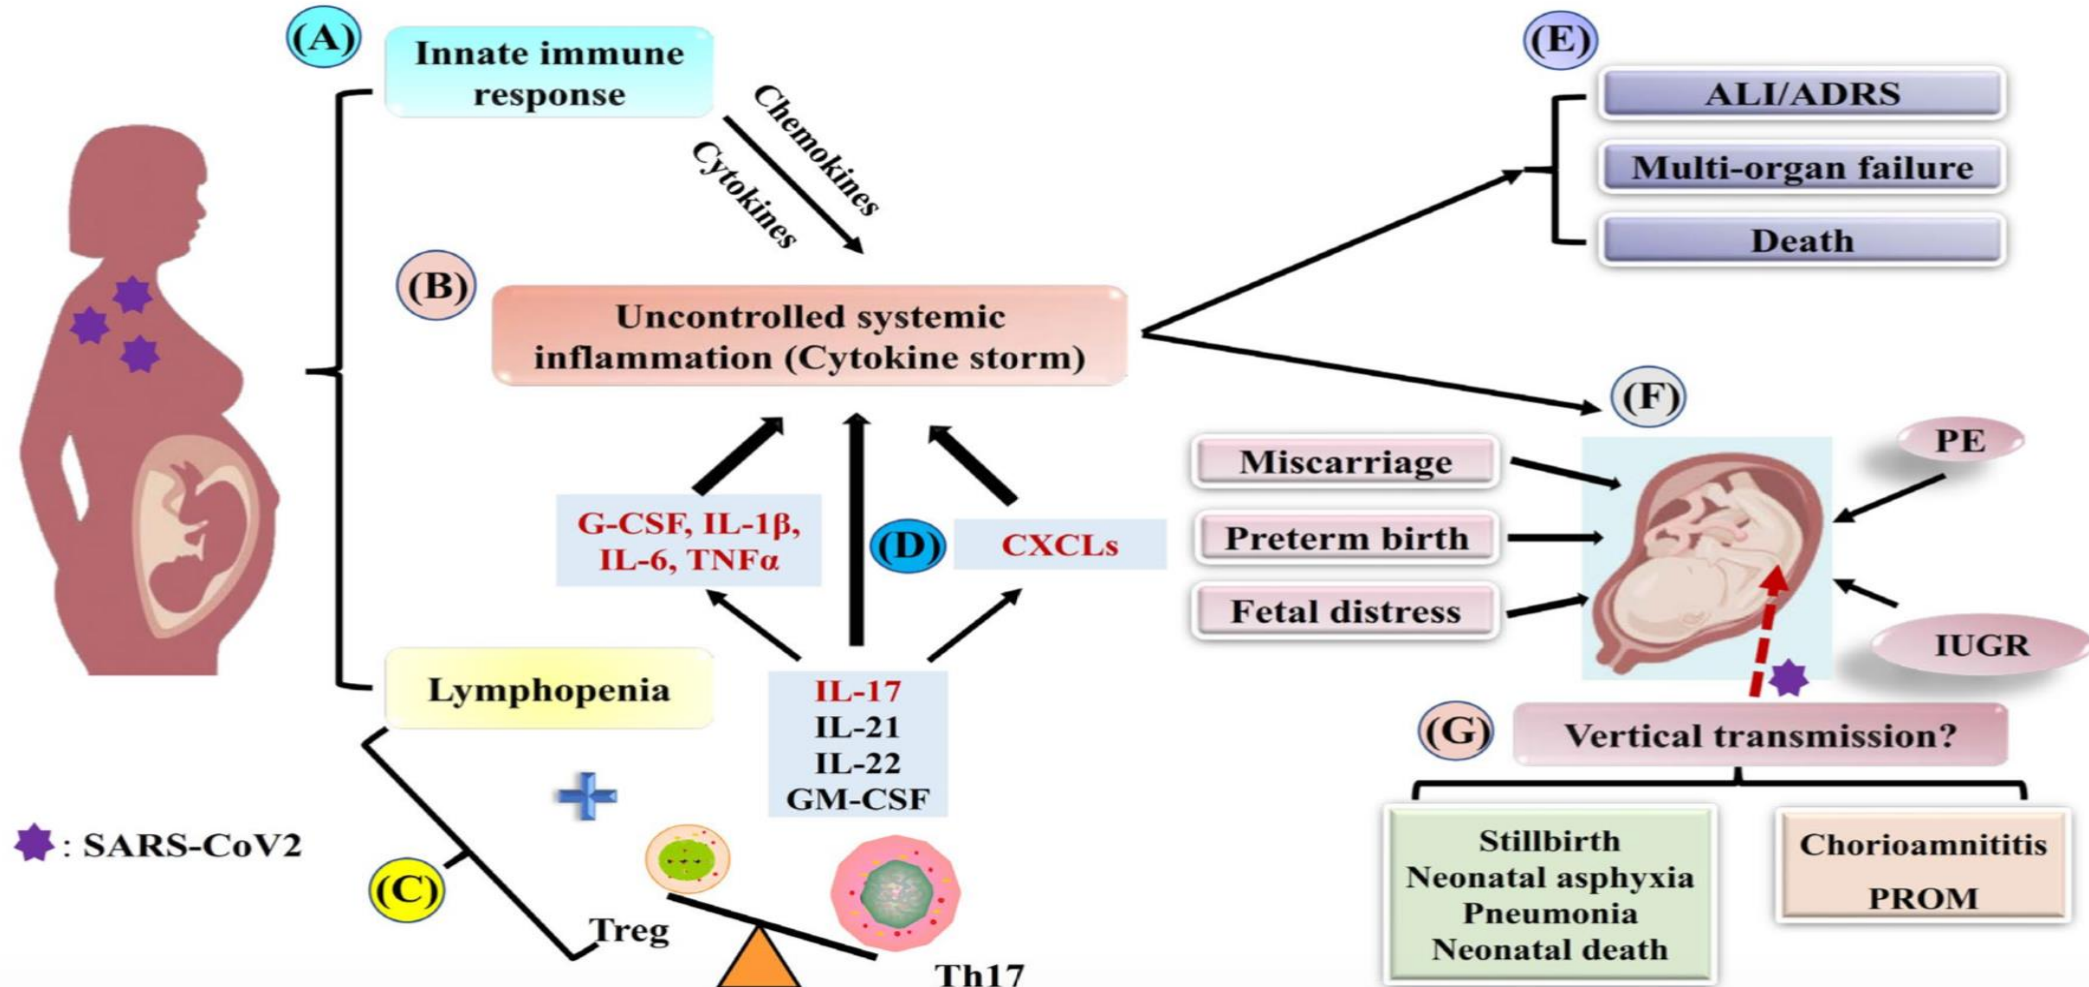 (A)
Innate immune
response
Chemokines
Cytokines
(B)
Uncontrolled systemic
inflammation (Cytokine storm)
G-CSF, IL-1β,
IL-6, TNFα
(D)
CXCLs
Lymphopenia
IL-17
IL-21
IL-22
GM-CSF
: SARS-CoV2
(C)
Treg
Th17
(E)
ALI/ADRS
Multi-organ failure
Death
(F)
Miscarriage
Preterm birth
Fetal distress
PE
IUGR
(G)
Vertical transmission?
Stillbirth
Neonatal asphyxia
Pneumonia
Neonatal death
Chorioamnititis
PROM